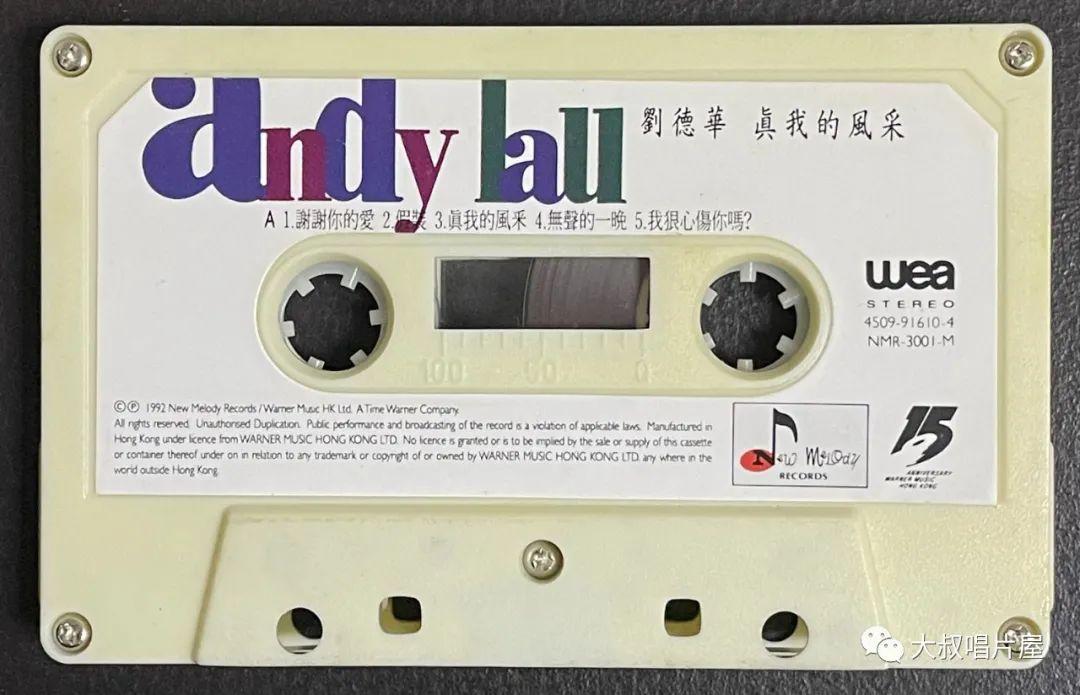 andy lau
劉德華 真我的風采
A 1.謝謝你的愛 2.假裝 3.真我的風采 4.無聲的一晚 5.我狠心傷你嗎?
wea
STEREO
4509-91610-4
NMR-3001-M
100 50 0
©℗ 1992 New Melody Records / Warner Music HK Ltd. A Time Warner Company.
All rights reserved. Unauthorised Duplication. Public performance and broadcasting of the record is a violation of applicable laws. Manufactured in
Hong Kong under licence from WARNER MUSIC HONG KONG LTD. No licence is granted or is to be implied by the sale or supply of this cassette
or container thereof under on in relation to any trademark or copyright of or owned by WARNER MUSIC HONG KONG LTD. any where in the
world outside Hong Kong.
New Melody
RECORDS
15
ANNIVERSARY
WARNER MUSIC
HONG KONG
大叔唱片屋